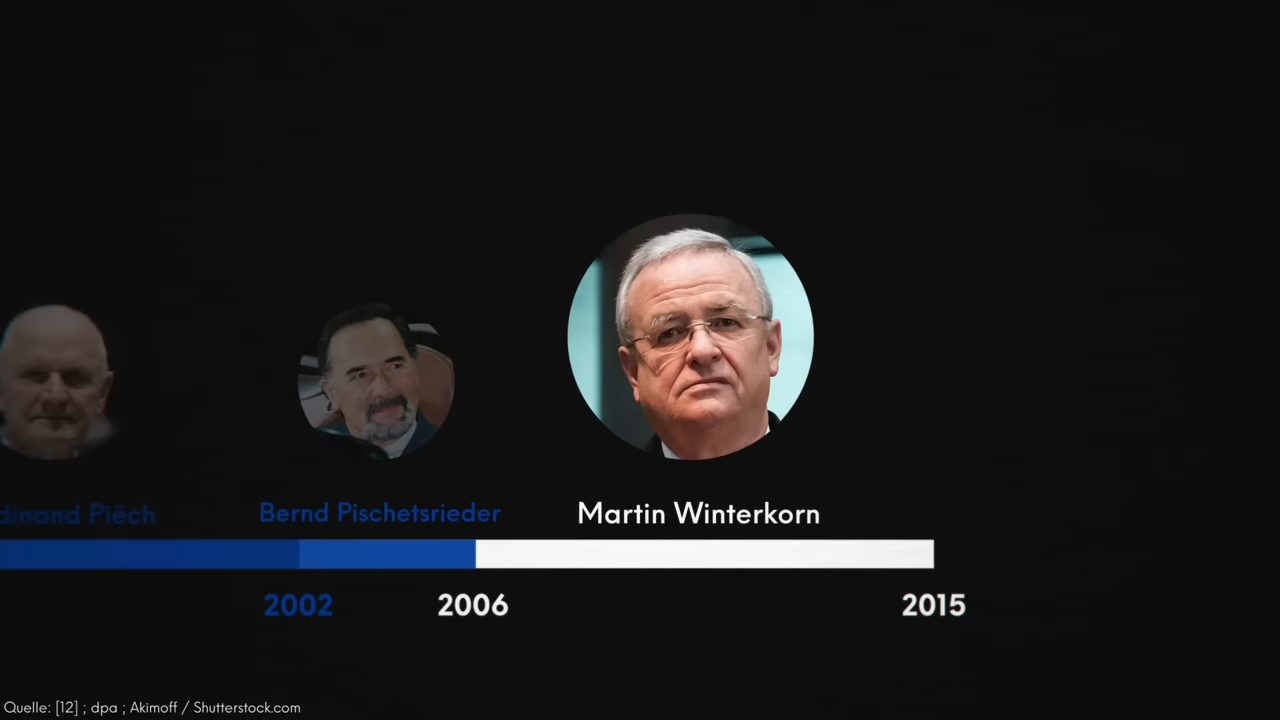 dinand Piëch
Bernd Pischetsrieder
Martin Winterkorn
2002
2006
2015
Quelle: [12] ; dpa ; Akimoff / Shutterstock.com